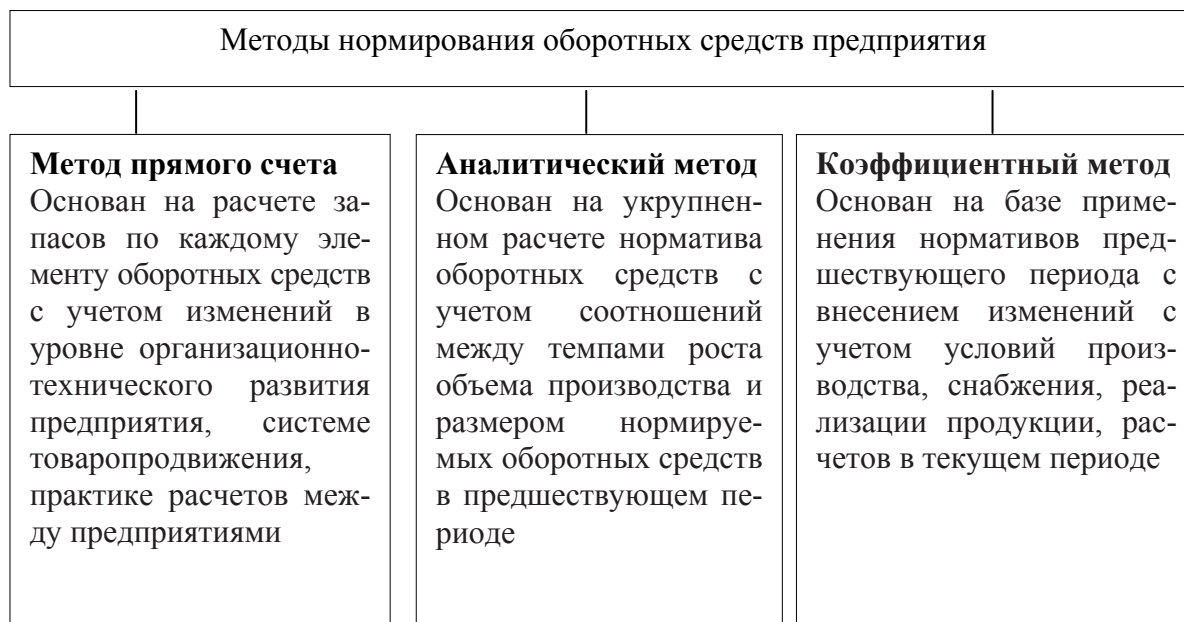 Методы нормирования оборотных средств предприятия
Метод прямого счета
Основан на расчете за-
пасов по каждому эле-
менту оборотных средств
с учетом изменений в
уровне организационно-
технического развития
предприятия, системе
товаропродвижения,
практике расчетов меж-
ду предприятиями
Аналитический метод
Основан на укрупнен-
ном расчете норматива
оборотных средств с
учетом соотношений
между темпами роста
объема производства и
размером нормируе-
мых оборотных средств
в предшествующем пе-
риоде
Коэффициентный метод
Основан на базе приме-
нения нормативов пред-
шествующего периода с
внесением изменений с
учетом условий произ-
водства, снабжения, реа-
лизации продукции, рас-
четов в текущем периоде